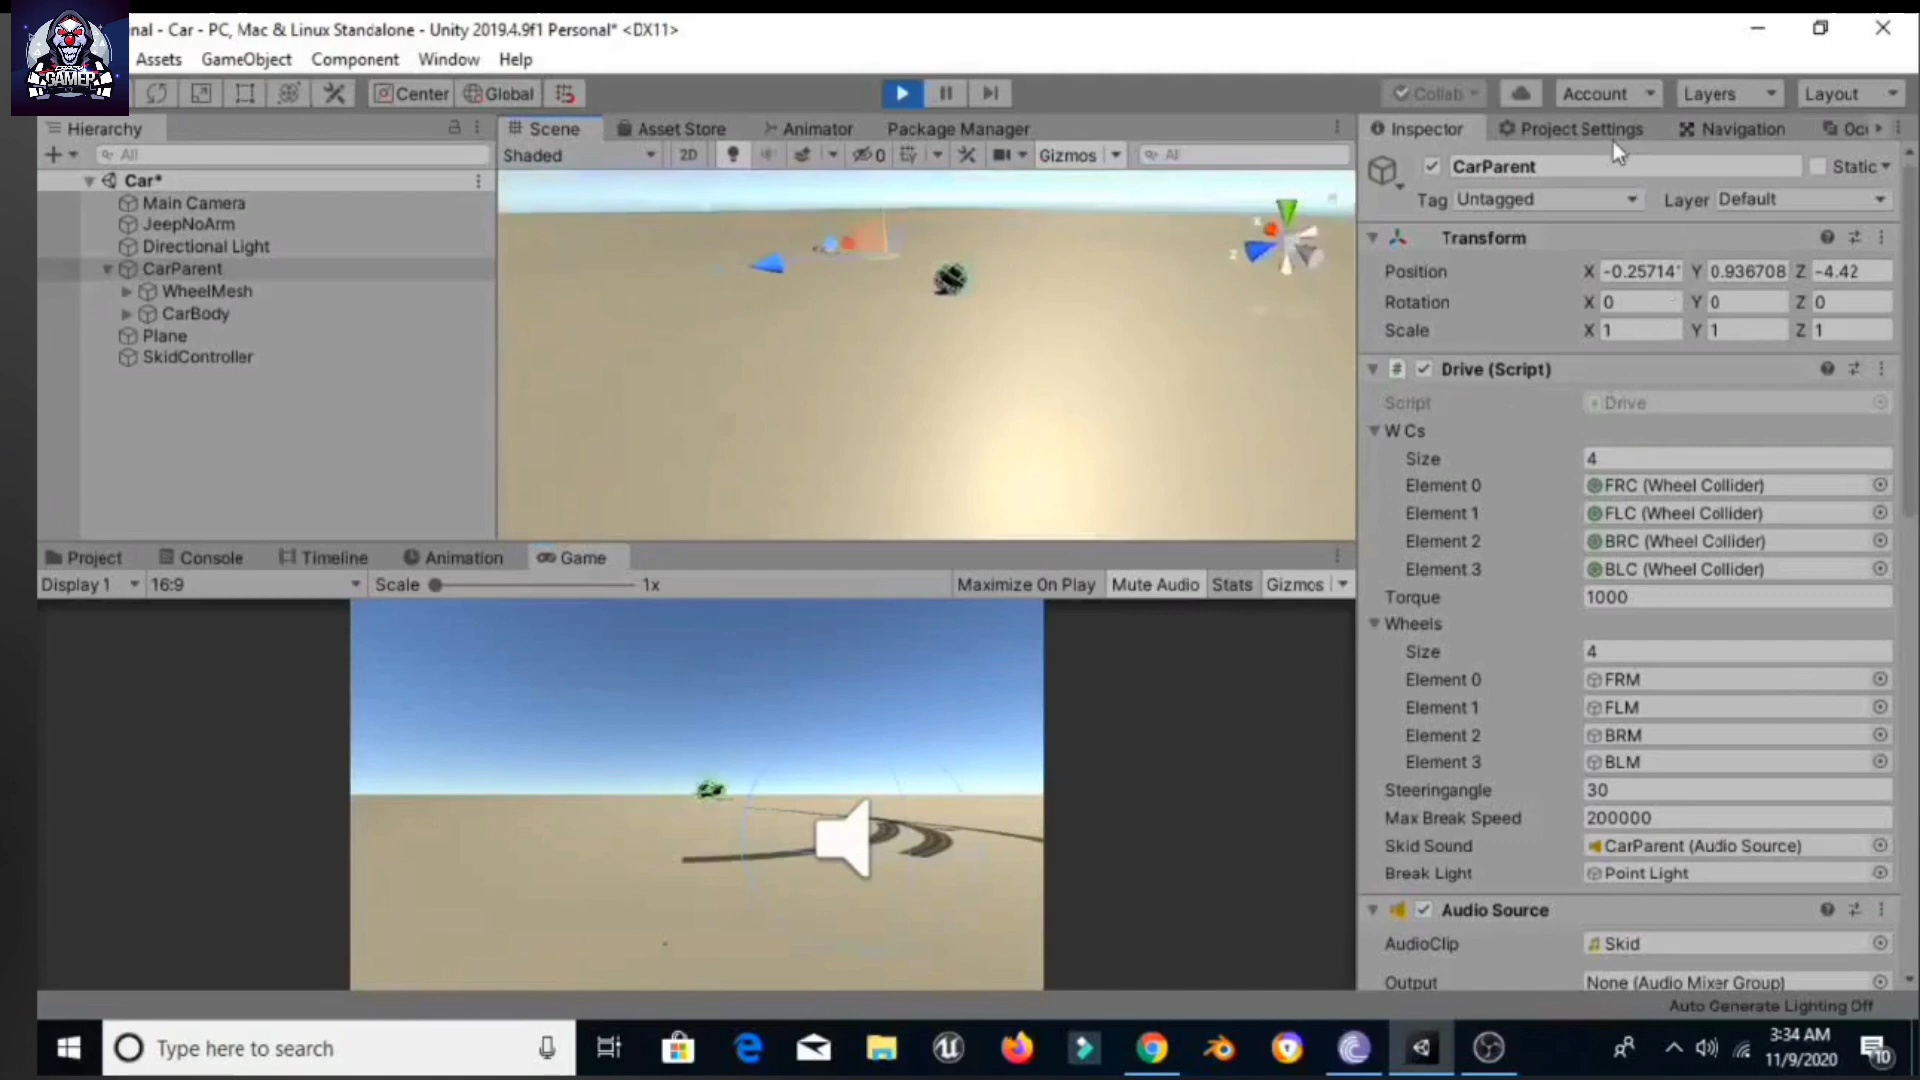 GAMER
nal - Car - PC, Mac & Linux Standalone - Unity 2019.4.9f1 Personal* <DX11>
Assets GameObject Component Window Help
Center Global Collab Account Layers Layout
Hierarchy Scene Asset Store Animator Package Manager Inspector Project Settings Navigation Oc
All Shaded 2D 0 Gizmos All
CarParent Static
Car*
Tag Untagged Layer Default
Main Camera
JeepNoArm
Directional Light
CarParent
WheelMesh
CarBody
Plane
SkidController
Transform
Position X -0.25714 Y 0.936708 Z -4.42
Rotation X 0 Y 0 Z 0
Scale X 1 Y 1 Z 1
Drive (Script)
Script Drive
W Cs
Size 4
Element 0 FRC (Wheel Collider)
Element 1 FLC (Wheel Collider)
Element 2 BRC (Wheel Collider)
Element 3 BLC (Wheel Collider)
Torque 1000
Wheels
Size 4
Element 0 FRM
Element 1 FLM
Element 2 BRM
Element 3 BLM
Steeringangle 30
Max Break Speed 200000
Skid Sound CarParent (Audio Source)
Break Light Point Light
Audio Source
AudioClip Skid
Output None (Audio Mixer Group)
Project Console Timeline Animation Game
Display 1 16:9 Scale 1x Maximize On Play Mute Audio Stats Gizmos
Auto Generate Lighting Off
Type here to search
3:34 AM
11/9/2020
10